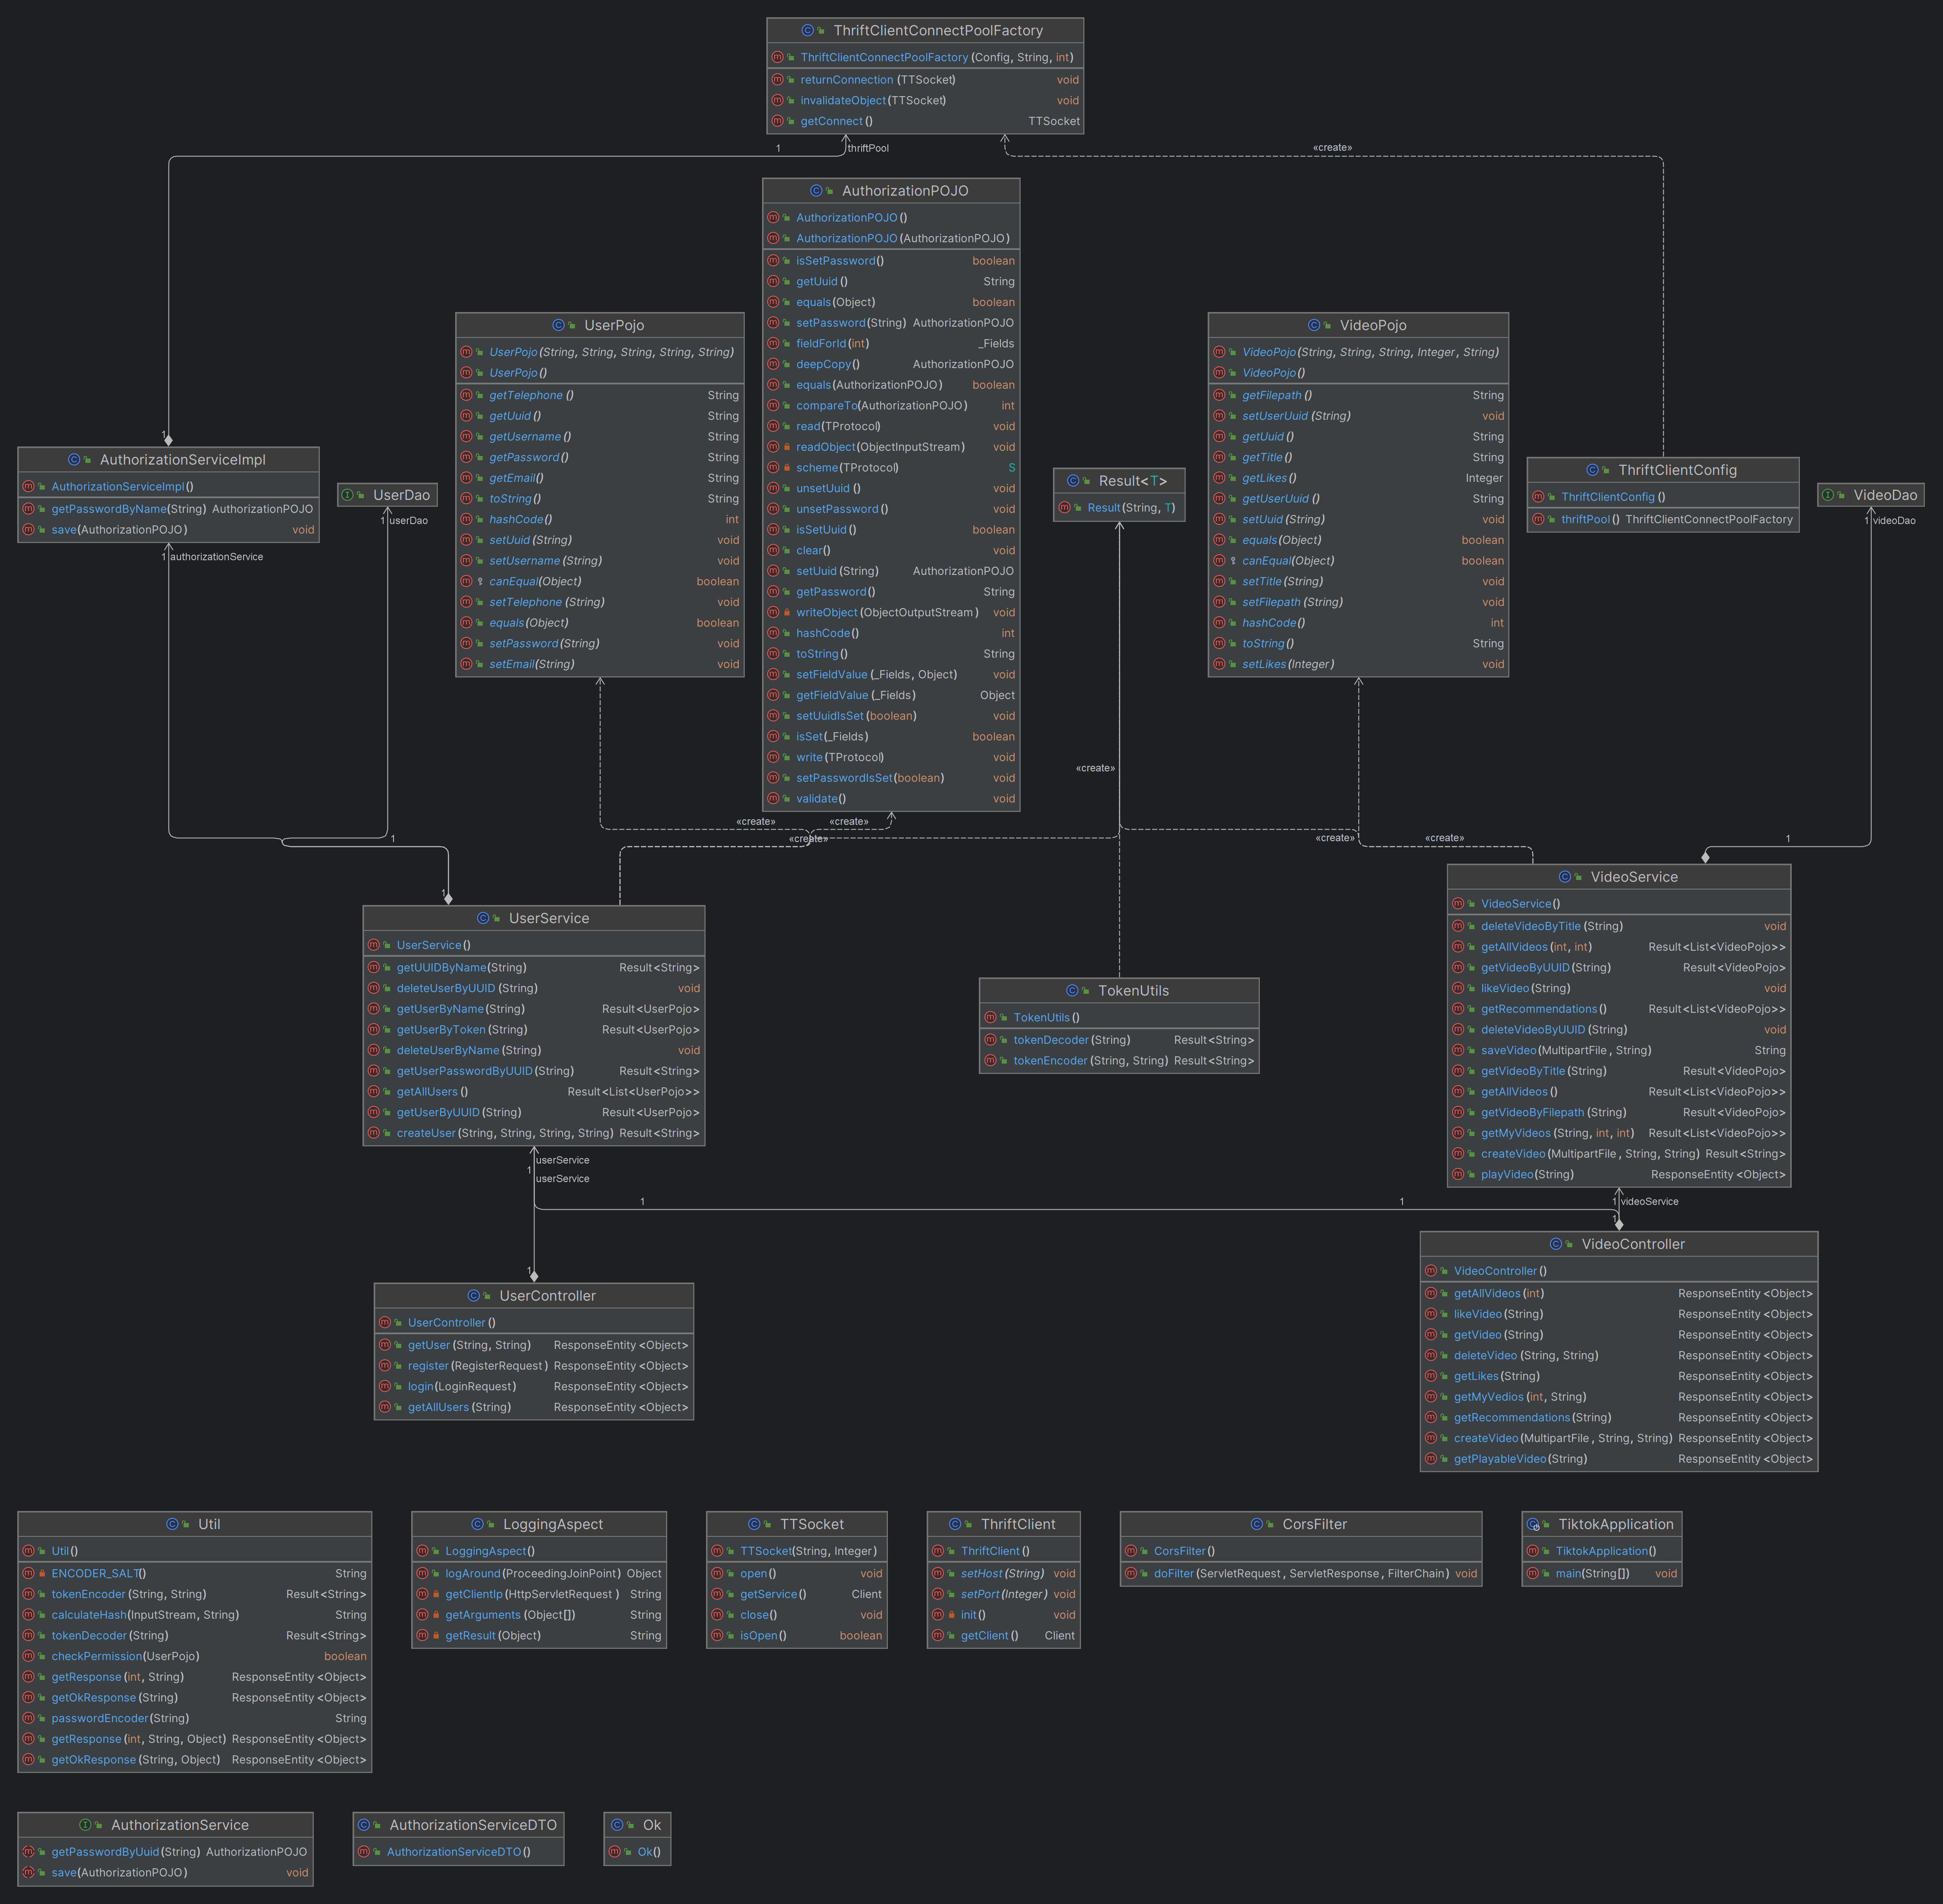 ThriftClientConnectPoolFactory
ThriftClientConnectPoolFactory(Config, String, int)
returnConnection(TTSocket) void
invalidateObject(TTSocket) void
getConnect() TTSocket
1
thriftPool
«create»
AuthorizationPOJO
AuthorizationPOJO()
AuthorizationPOJO(AuthorizationPOJO)
isSetPassword() boolean
getUuid() String
equals(Object) boolean
setPassword(String) AuthorizationPOJO
fieldForId(int) _Fields
deepCopy() AuthorizationPOJO
equals(AuthorizationPOJO) boolean
compareTo(AuthorizationPOJO) int
read(TProtocol) void
readObject(ObjectInputStream) void
scheme(TProtocol) S
unsetUuid() void
unsetPassword() void
isSetUuid() boolean
clear() void
setUuid(String) AuthorizationPOJO
getPassword() String
writeObject(ObjectOutputStream) void
hashCode() int
toString() String
setFieldValue(_Fields, Object) void
getFieldValue(_Fields) Object
setUuidIsSet(boolean) void
isSet(_Fields) boolean
write(TProtocol) void
setPasswordIsSet(boolean) void
validate() void
UserPojo
UserPojo(String, String, String, String, String)
UserPojo()
getTelephone() String
getUuid() String
getUsername() String
getPassword() String
getEmail() String
toString() String
hashCode() int
setUuid(String) void
setUsername(String) void
canEqual(Object) boolean
setTelephone(String) void
equals(Object) boolean
setPassword(String) void
setEmail(String) void
VideoPojo
VideoPojo(String, String, String, Integer, String)
VideoPojo()
getFilepath() String
setUserUuid(String) void
getUuid() String
getTitle() String
getLikes() Integer
getUserUuid() String
setUuid(String) void
equals(Object) boolean
canEqual(Object) boolean
setTitle(String) void
setFilepath(String) void
hashCode() int
toString() String
setLikes(Integer) void
1
AuthorizationServiceImpl
AuthorizationServiceImpl()
getPasswordByName(String) AuthorizationPOJO
save(AuthorizationPOJO) void
1 authorizationService
UserDao
1 userDao
Result<T>
Result(String, T)
ThriftClientConfig
ThriftClientConfig()
thriftPool() ThriftClientConnectPoolFactory
VideoDao
1 videoDao
«create»
«create»
«create»
«create»
«create»
«create»
1
1
1
UserService
UserService()
getUUIDByName(String) Result<String>
deleteUserByUUID(String) void
getUserByName(String) Result<UserPojo>
getUserByToken(String) Result<UserPojo>
deleteUserByName(String) void
getUserPasswordByUUID(String) Result<String>
getAllUsers() Result<List<UserPojo>>
getUserByUUID(String) Result<UserPojo>
createUser(String, String, String, String) Result<String>
TokenUtils
TokenUtils()
tokenDecoder(String) Result<String>
tokenEncoder(String, String) Result<String>
VideoService
VideoService()
deleteVideoByTitle(String) void
getAllVideos(int, int) Result<List<VideoPojo>>
getVideoByUUID(String) Result<VideoPojo>
likeVideo(String) void
getRecommendations() Result<List<VideoPojo>>
deleteVideoByUUID(String) void
saveVideo(MultipartFile, String) String
getVideoByTitle(String) Result<VideoPojo>
getAllVideos() Result<List<VideoPojo>>
getVideoByFilepath(String) Result<VideoPojo>
getMyVideos(String, int, int) Result<List<VideoPojo>>
createVideo(MultipartFile, String, String) Result<String>
playVideo(String) ResponseEntity<Object>
userService
1
userService
1
1
1 videoService
1
1
UserController
UserController()
getUser(String, String) ResponseEntity<Object>
register(RegisterRequest) ResponseEntity<Object>
login(LoginRequest) ResponseEntity<Object>
getAllUsers(String) ResponseEntity<Object>
VideoController
VideoController()
getAllVideos(int) ResponseEntity<Object>
likeVideo(String) ResponseEntity<Object>
getVideo(String) ResponseEntity<Object>
deleteVideo(String, String) ResponseEntity<Object>
getLikes(String) ResponseEntity<Object>
getMyVedios(int, String) ResponseEntity<Object>
getRecommendations(String) ResponseEntity<Object>
createVideo(MultipartFile, String, String) ResponseEntity<Object>
getPlayableVideo(String) ResponseEntity<Object>
Util
Util()
ENCODER_SALT() String
tokenEncoder(String, String) Result<String>
calculateHash(InputStream, String) String
tokenDecoder(String) Result<String>
checkPermission(UserPojo) boolean
getResponse(int, String) ResponseEntity<Object>
getOkResponse(String) ResponseEntity<Object>
passwordEncoder(String) String
getResponse(int, String, Object) ResponseEntity<Object>
getOkResponse(String, Object) ResponseEntity<Object>
LoggingAspect
LoggingAspect()
logAround(ProceedingJoinPoint) Object
getClientIp(HttpServletRequest) String
getArguments(Object[]) String
getResult(Object) String
TTSocket
TTSocket(String, Integer)
open() void
getService() Client
close() void
isOpen() boolean
ThriftClient
ThriftClient()
setHost(String) void
setPort(Integer) void
init() void
getClient() Client
CorsFilter
CorsFilter()
doFilter(ServletRequest, ServletResponse, FilterChain) void
TiktokApplication
TiktokApplication()
main(String[]) void
AuthorizationService
getPasswordByUuid(String) AuthorizationPOJO
save(AuthorizationPOJO) void
AuthorizationServiceDTO
AuthorizationServiceDTO()
Ok
Ok()